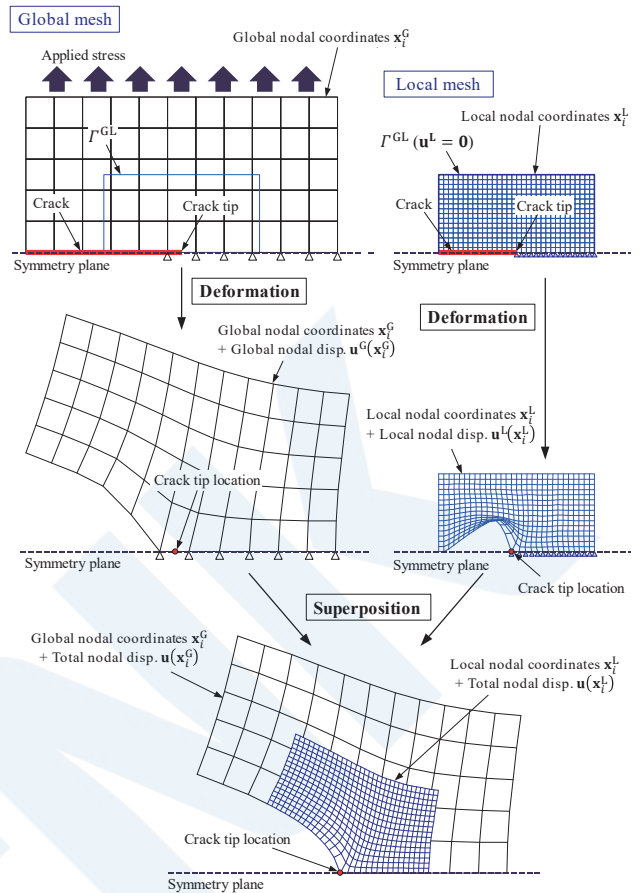 Global mesh
Global nodal coordinates x_i^G
Applied stress
Γ^GL
Crack
Crack tip
Symmetry plane
Local mesh
Local nodal coordinates x_i^L
Γ^GL (u^L = 0)
Crack
Crack tip
Symmetry plane
Deformation
Deformation
Global nodal coordinates x_i^G
+ Global nodal disp. u^G(x_i^G)
Crack tip location
Symmetry plane
Local nodal coordinates x_i^L
+ Local nodal disp. u^L(x_i^L)
Symmetry plane
Crack tip location
Superposition
Global nodal coordinates x_i^G
+ Total nodal disp. u(x_i^G)
Local nodal coordinates x_i^L
+ Total nodal disp. u(x_i^L)
Crack tip location
Symmetry plane